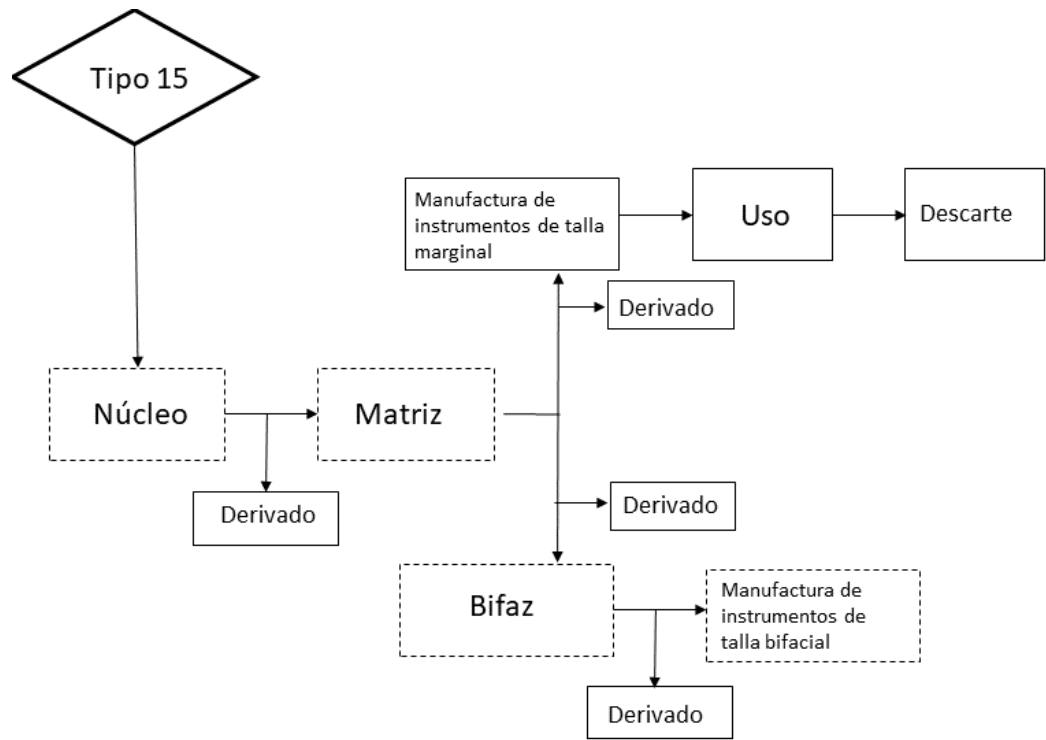 Tipo 15
Manufactura de
instrumentos de talla
marginal
Uso
Descarte
Derivado
Núcleo
Matriz
Derivado
Derivado
Bifaz
Manufactura de
instrumentos de
talla bifacial
Derivado